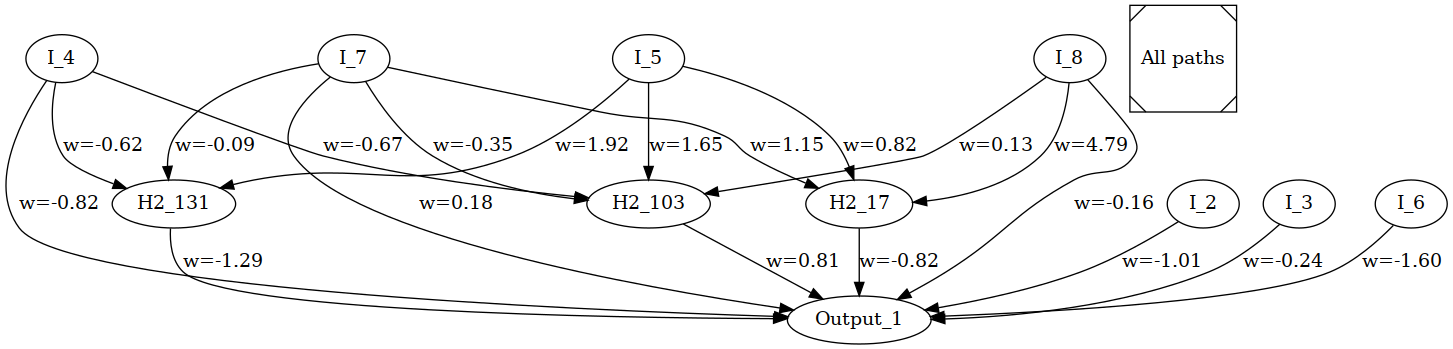 I_4
I_7
I_5
I_8
All paths
w=-0.62
w=-0.09
w=-0.67
w=-0.35
w=1.92
w=1.65
w=1.15
w=0.82
w=0.13
w=4.79
w=-0.82
H2_131
w=0.18
H2_103
H2_17
w=-0.16
I_2
I_3
I_6
w=-1.29
w=0.81
w=-0.82
w=-1.01
w=-0.24
w=-1.60
Output_1